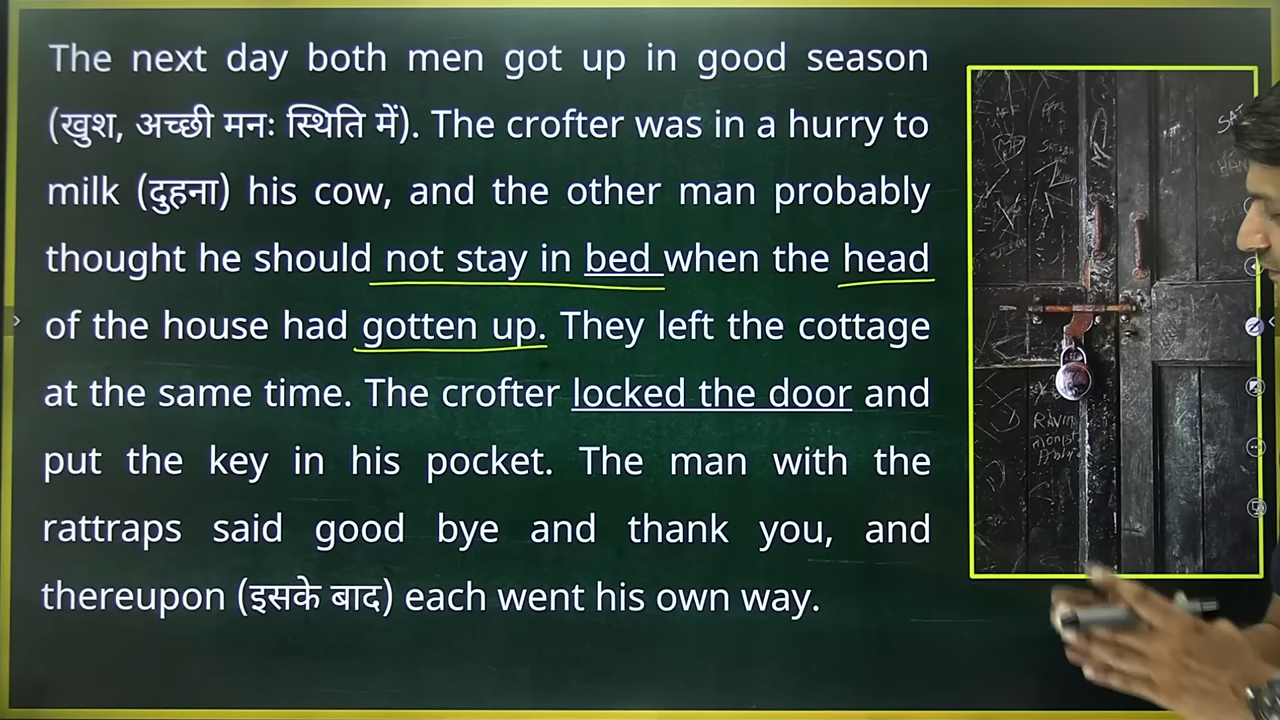 The next day both men got up in good season
(खुश, अच्छी मनः स्थिति में). The crofter was in a hurry to
milk (दुहना) his cow, and the other man probably
thought he should not stay in bed when the head
of the house had gotten up. They left the cottage
at the same time. The crofter locked the door and
put the key in his pocket. The man with the
rattraps said good bye and thank you, and
thereupon (इसके बाद) each went his own way.